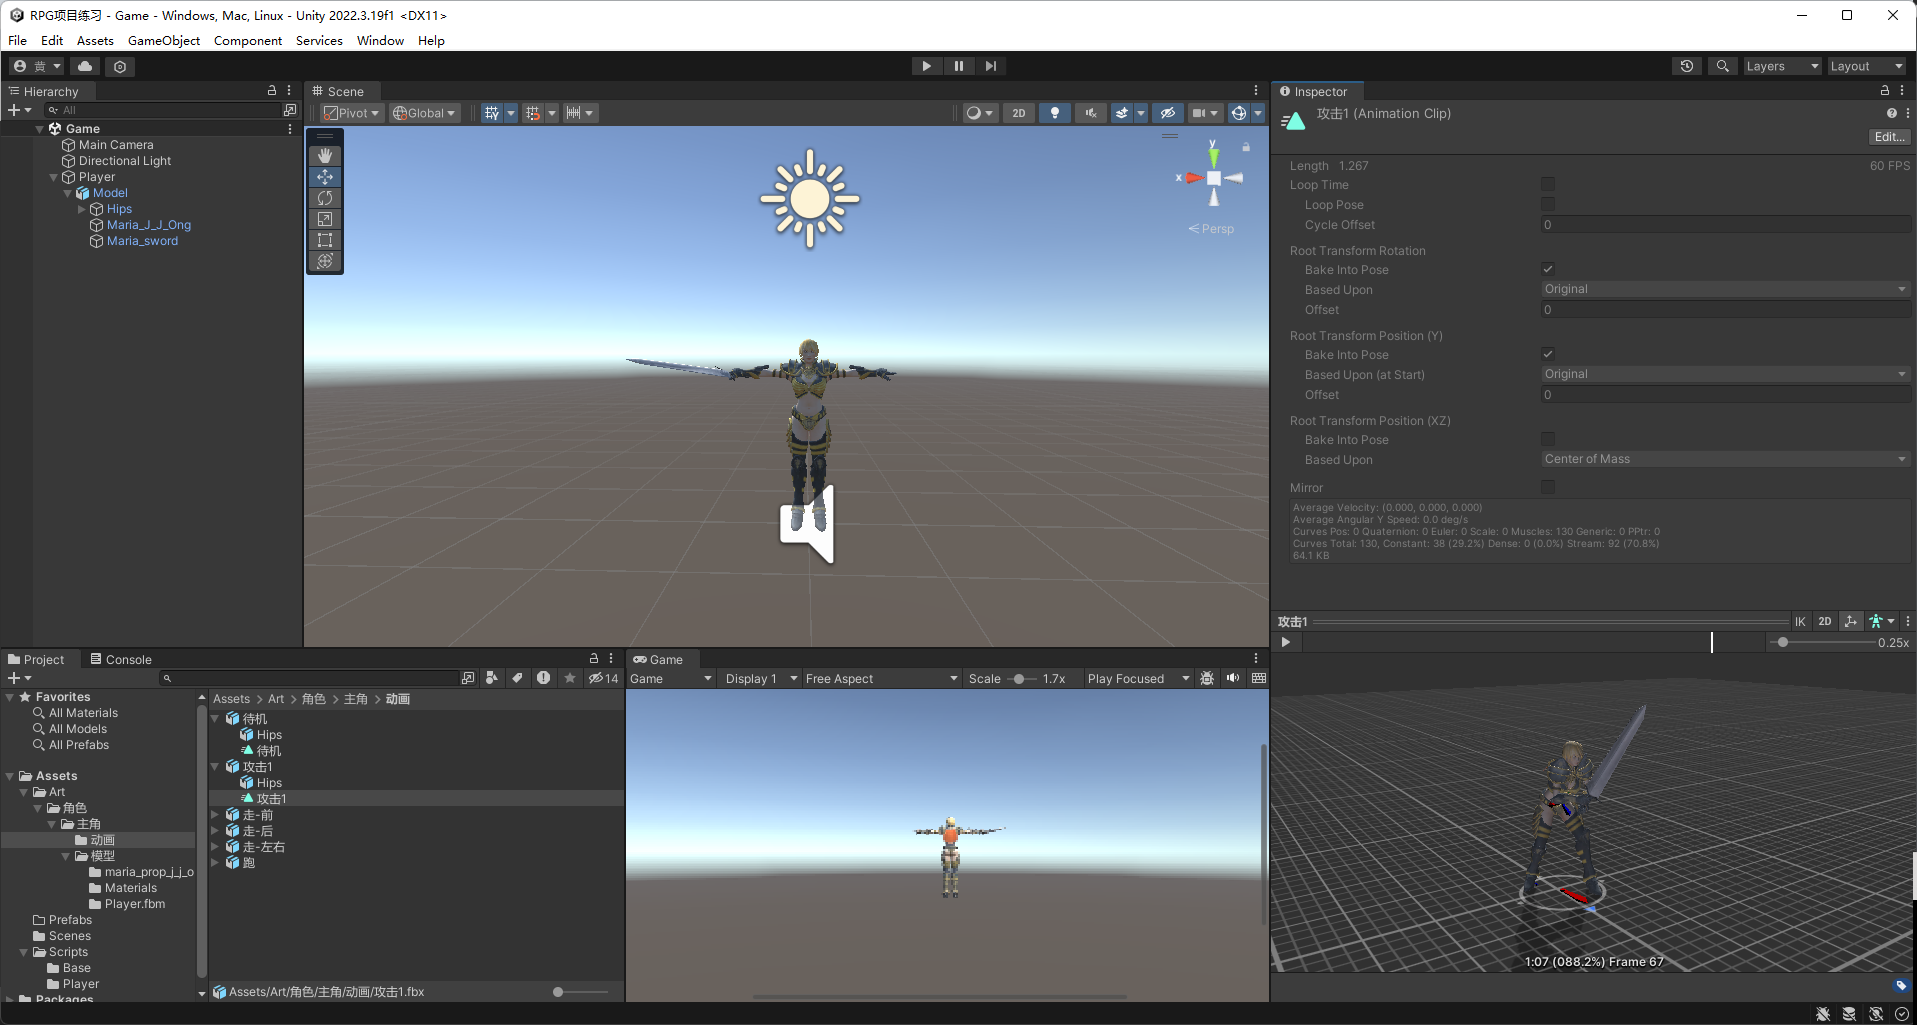 RPG项目练习 - Game - Windows, Mac, Linux - Unity 2022.3.19f1 <DX11>
File Edit Assets GameObject Component Services Window Help
黄
Layers Layout
Hierarchy
All
Game
Main Camera
Directional Light
Player
Model
Hips
Maria_J_J_Ong
Maria_sword
Scene
Pivot Global 2D
y
x
Persp
Inspector
攻击1 (Animation Clip)
Edit...
Length 1.267 60 FPS
Loop Time
Loop Pose
Cycle Offset 0
Root Transform Rotation
Bake Into Pose
Based Upon Original
Offset 0
Root Transform Position (Y)
Bake Into Pose
Based Upon (at Start) Original
Offset 0
Root Transform Position (XZ)
Bake Into Pose
Based Upon Center of Mass
Mirror
Average Velocity: (0.000, 0.000, 0.000)
Average Angular Y Speed: 0.0 deg/s
Curves Pos: 0 Quaternion: 0 Euler: 0 Scale: 0 Muscles: 130 Generic: 0 PPtr: 0
Curves Total: 130, Constant: 38 (29.2%) Dense: 0 (0.0%) Stream: 92 (70.8%)
64.1 KB
攻击1 IK 2D
0.25x
1:07 (088.2%) Frame 67
Project Console
14
Favorites
All Materials
All Models
All Prefabs
Assets
Art
角色
主角
动画
模型
maria_prop_j_j_o
Materials
Player.fbm
Prefabs
Scenes
Scripts
Base
Player
Packages
Assets > Art > 角色 > 主角 > 动画
待机
Hips
待机
攻击1
Hips
攻击1
走-前
走-后
走-左右
跑
Assets/Art/角色/主角/动画/攻击1.fbx
Game
Game Display 1 Free Aspect Scale 1.7x Play Focused